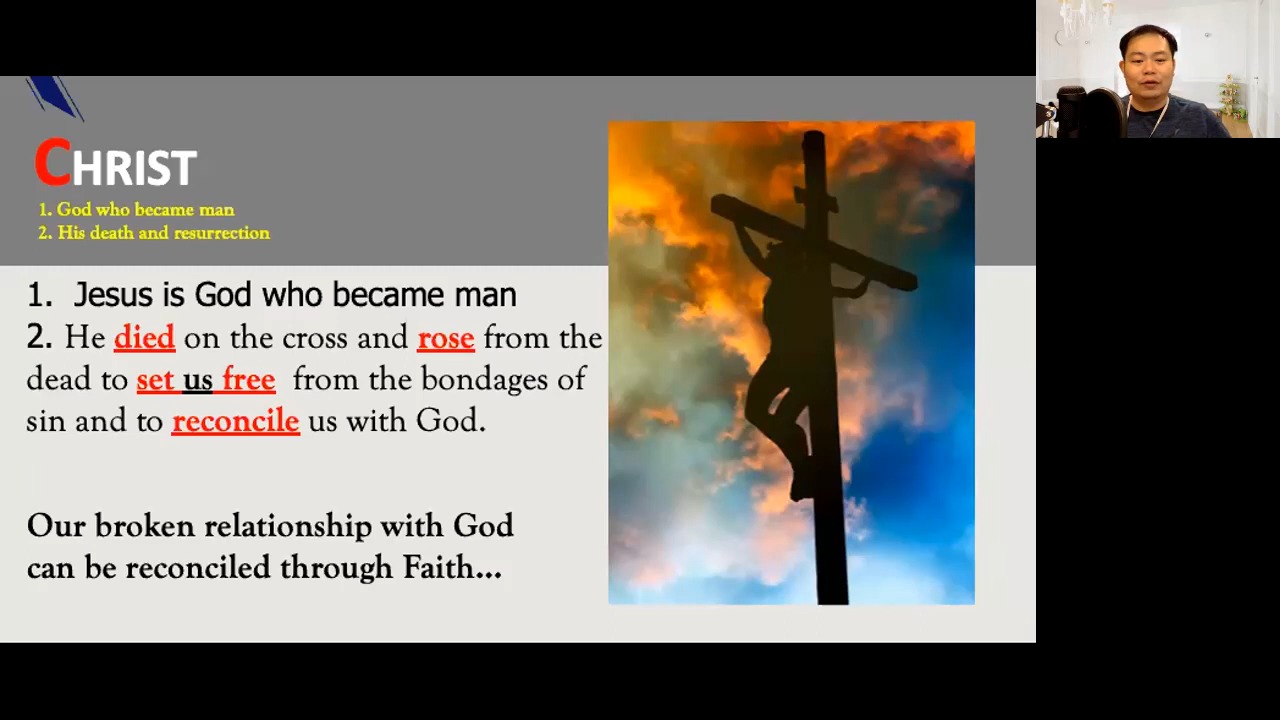 CHRIST
1. God who became man
2. His death and resurrection
1. Jesus is God who became man
2. He died on the cross and rose from the
dead to set us free from the bondages of
sin and to reconcile us with God.
Our broken relationship with God
can be reconciled through Faith...